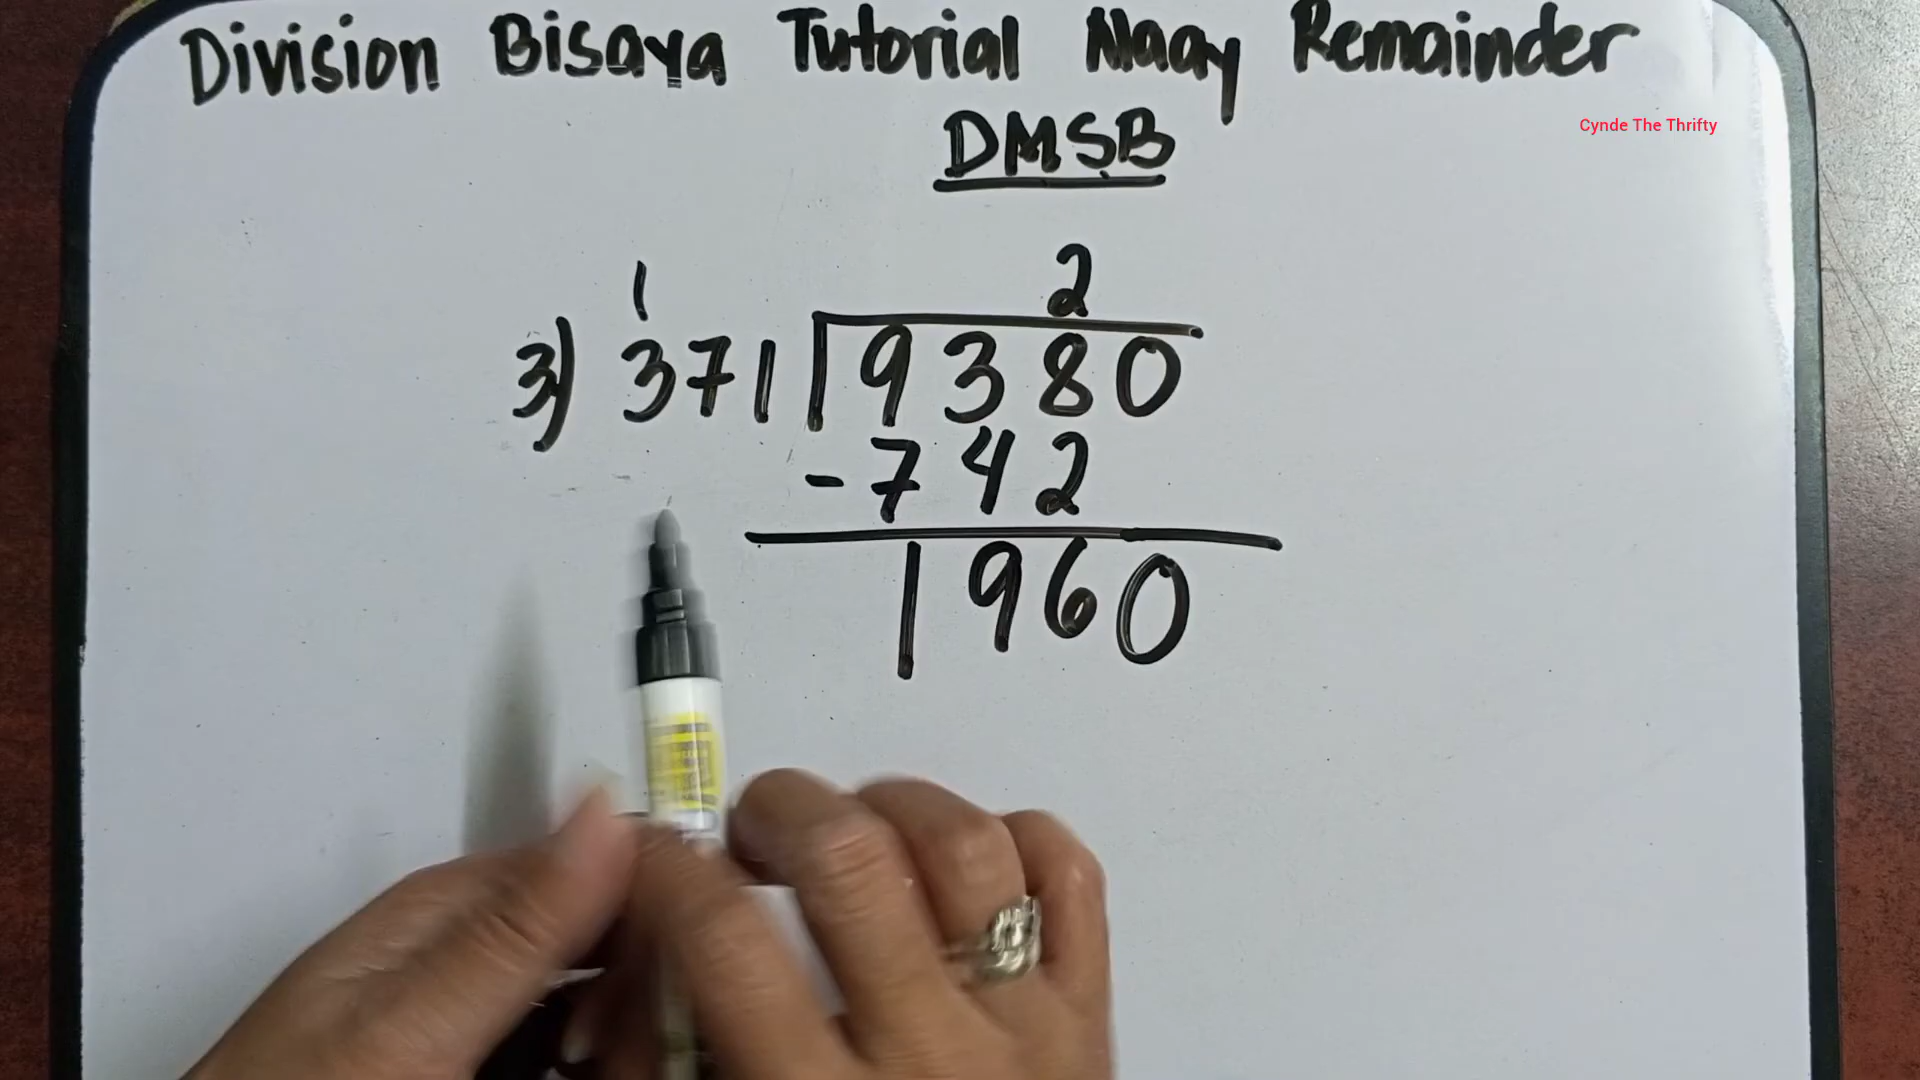 Division Bisaya Tutorial Naay Remainder
Cynde The Thrifty
DMSB
1 2
3) 371 9380
-742
1960